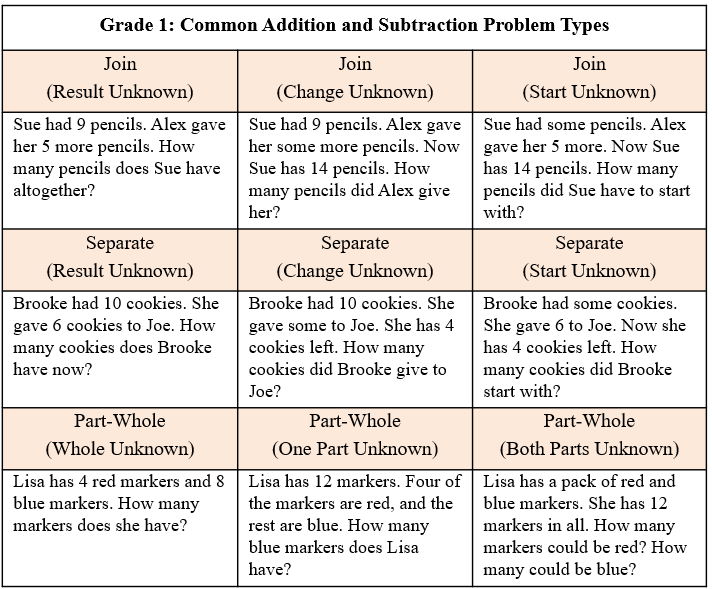 Grade 1: Common Addition and Subtraction Problem Types
Join
(Result Unknown)
Join
(Change Unknown)
Join
(Start Unknown)
Sue had 9 pencils. Alex gave
her 5 more pencils. How
many pencils does Sue have
altogether?
Sue had 9 pencils. Alex gave
her some more pencils. Now
Sue has 14 pencils. How
many pencils did Alex give
her?
Sue had some pencils. Alex
gave her 5 more. Now Sue
has 14 pencils. How many
pencils did Sue have to start
with?
Separate
(Result Unknown)
Separate
(Change Unknown)
Separate
(Start Unknown)
Brooke had 10 cookies. She
gave 6 cookies to Joe. How
many cookies does Brooke
have now?
Brooke had 10 cookies. She
gave some to Joe. She has 4
cookies left. How many
cookies did Brooke give to
Joe?
Brooke had some cookies.
She gave 6 to Joe. Now she
has 4 cookies left. How
many cookies did Brooke
start with?
Part-Whole
(Whole Unknown)
Part-Whole
(One Part Unknown)
Part-Whole
(Both Parts Unknown)
Lisa has 4 red markers and 8
blue markers. How many
markers does she have?
Lisa has 12 markers. Four of
the markers are red, and the
rest are blue. How many
blue markers does Lisa
have?
Lisa has a pack of red and
blue markers. She has 12
markers in all. How many
markers could be red? How
many could be blue?